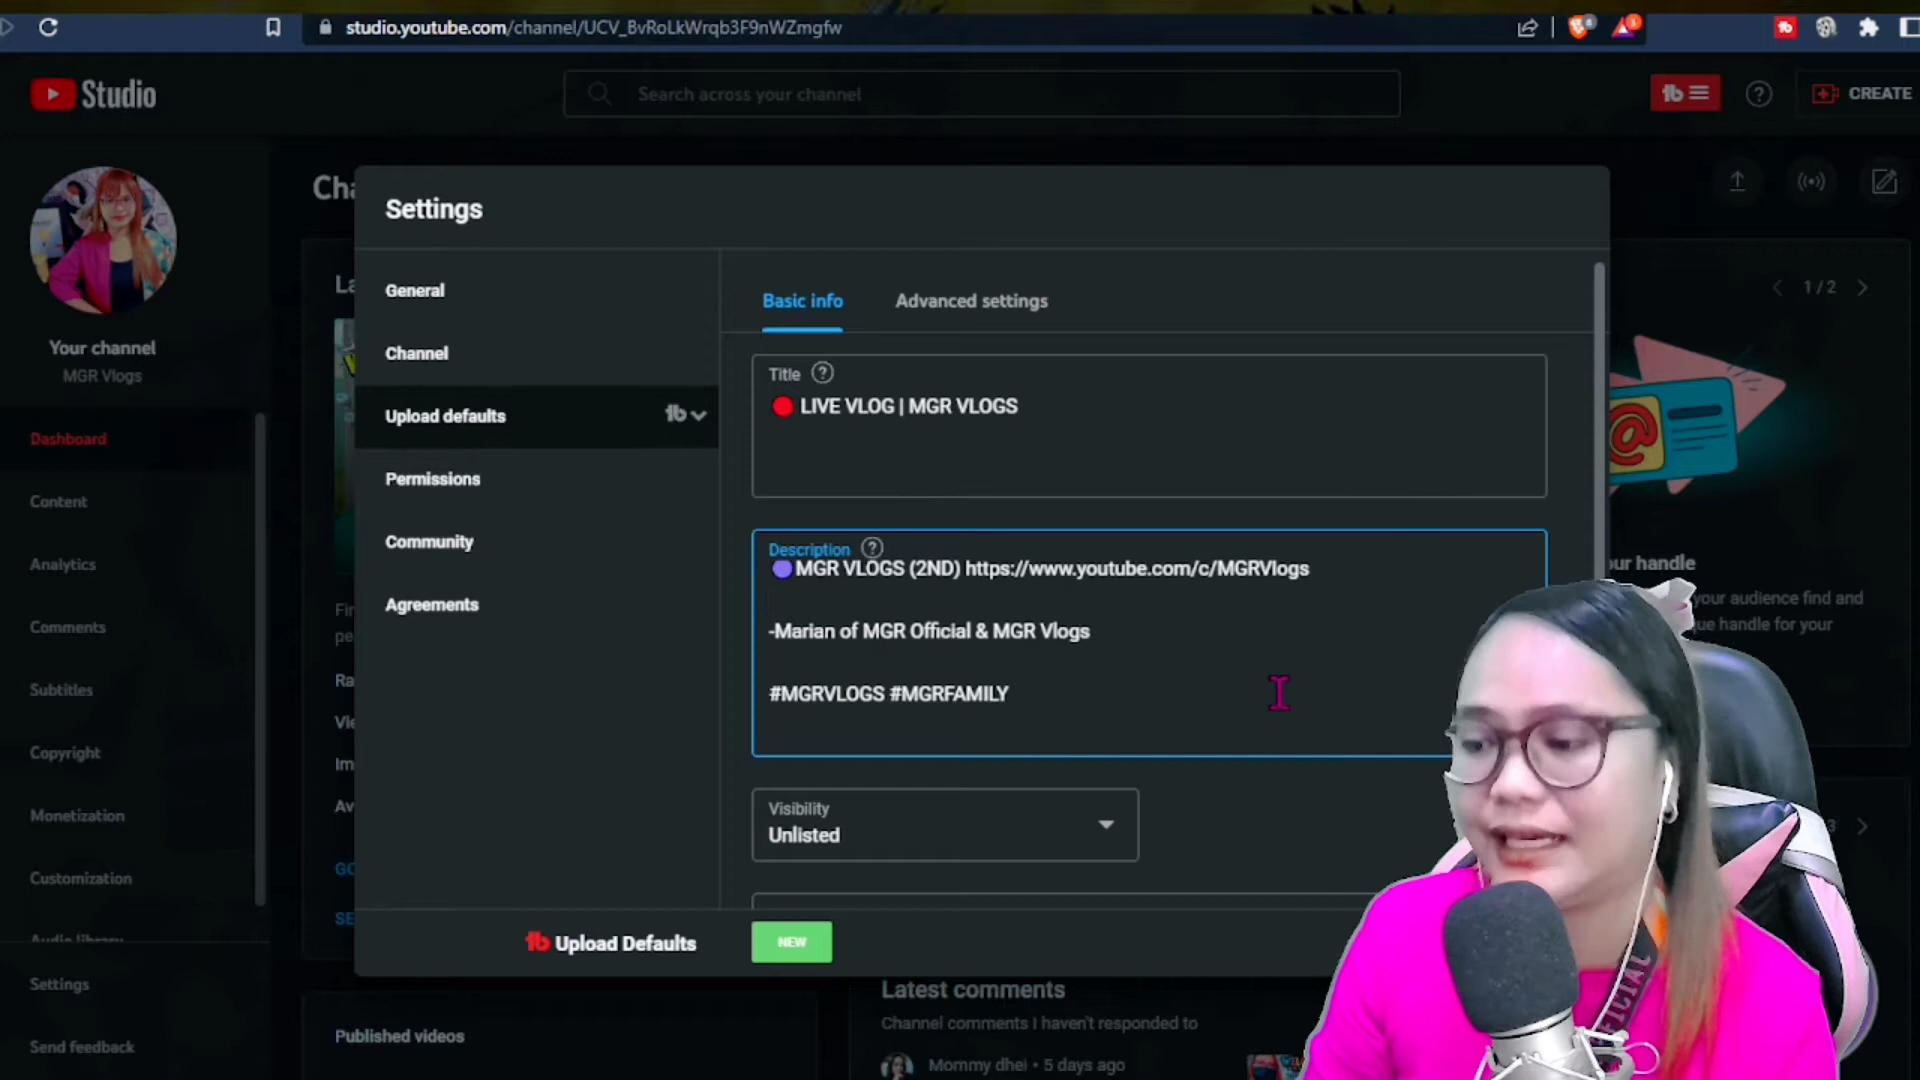 studio.youtube.com/channel/UCV_BvRoLkWrqb3F9nWZmgfw
Studio
Search across your channel
CREATE
Settings
General
Channel
Upload defaults
Permissions
Community
Agreements
Basic info
Advanced settings
Title
LIVE VLOG | MGR VLOGS
Description
MGR VLOGS (2ND) https://www.youtube.com/c/MGRVlogs
-Marian of MGR Official & MGR Vlogs
#MGRVLOGS #MGRFAMILY
Visibility
Unlisted
Upload Defaults
NEW
Your channel
MGR Vlogs
Dashboard
Content
Analytics
Comments
Subtitles
Copyright
Monetization
Customization
Audio library
Settings
Send feedback
1 / 2
handle
your audience find and
handle for your
Published videos
Latest comments
Channel comments I haven't responded to
Mommy dhei • 5 days ago